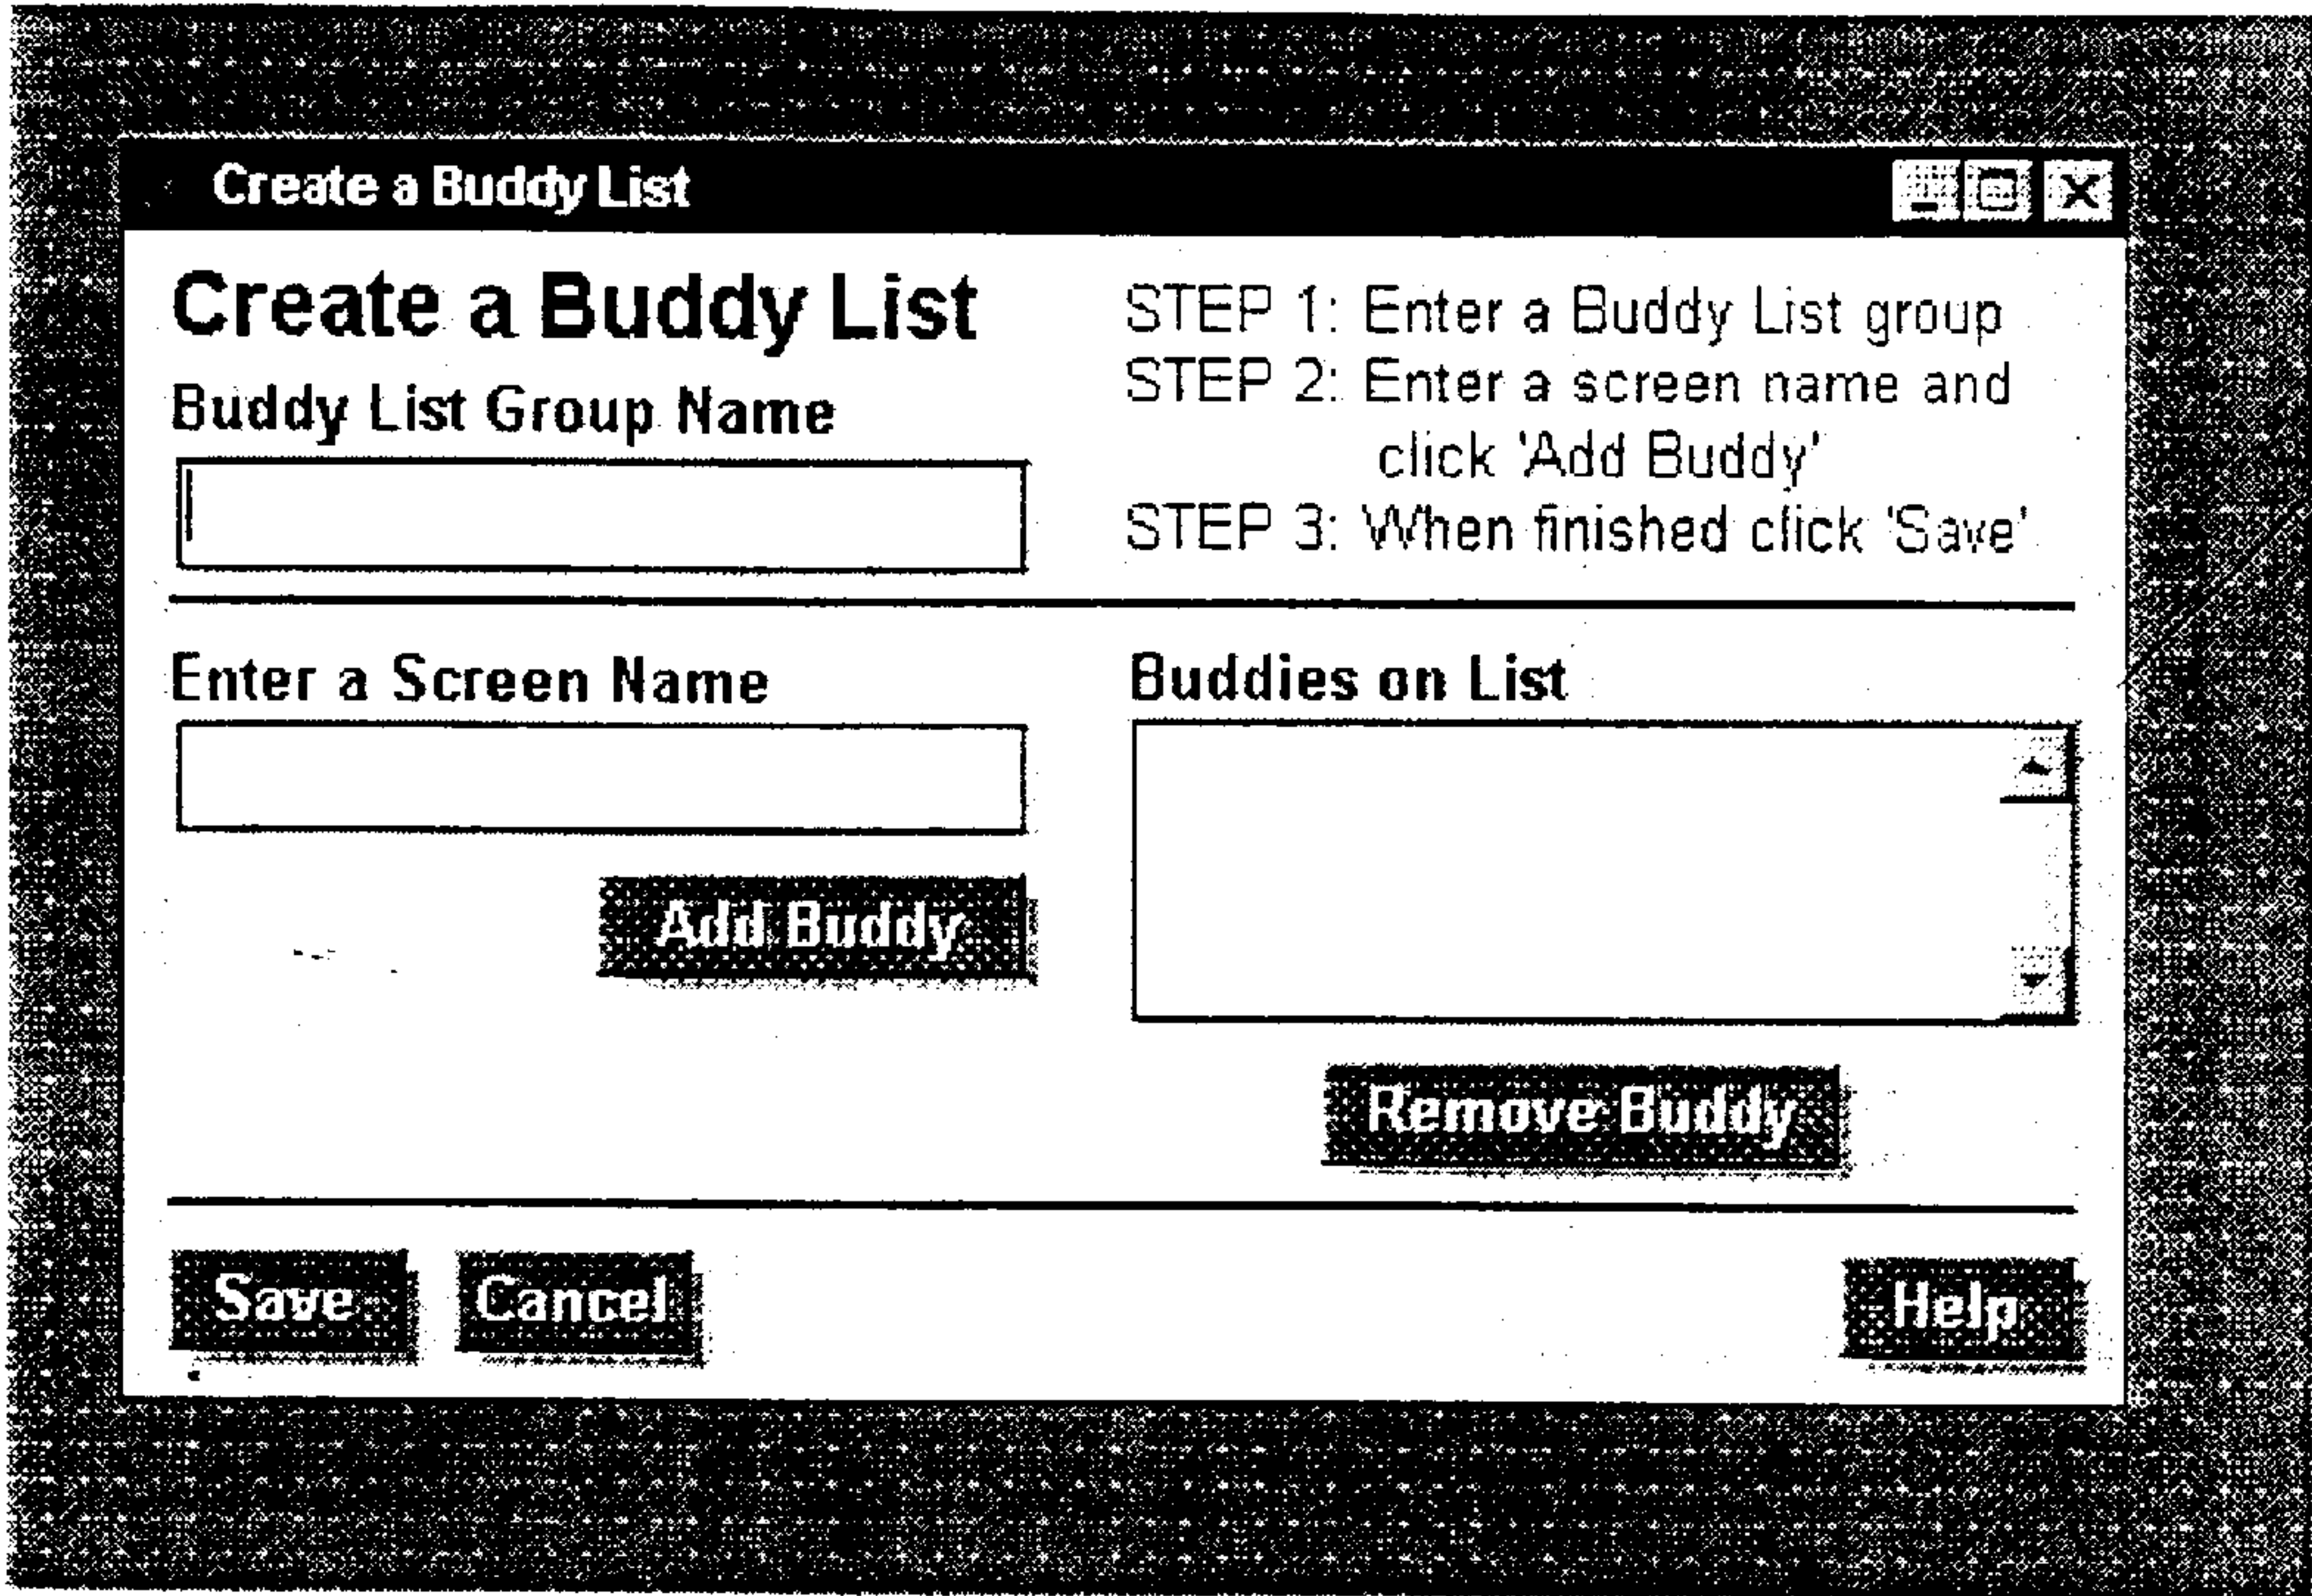 Create a Buddy List
Create a Buddy List
Buddy List Group Name
STEP 1: Enter a Buddy List group
STEP 2: Enter a screen name and
click 'Add Buddy'
STEP 3: When finished click 'Save'
Enter a Screen Name
Add Buddy
Buddies on List
Remove Buddy
Save
Cancel
Help